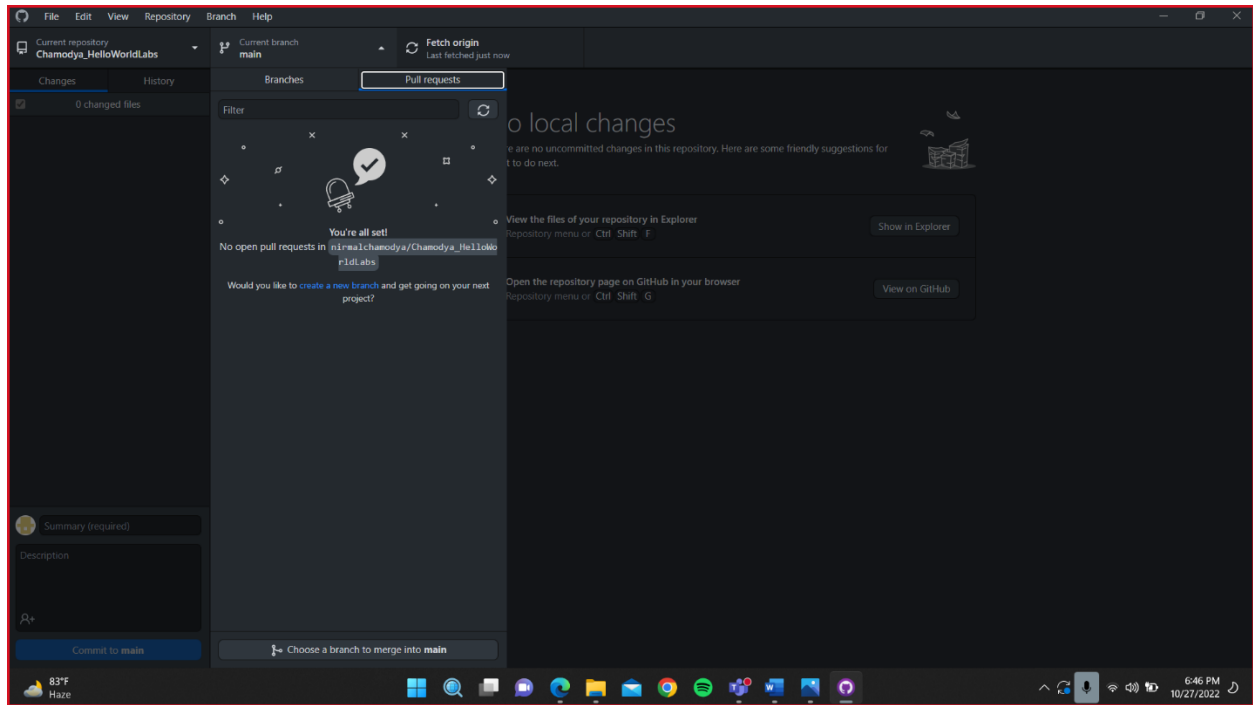 File Edit View Repository Branch Help
Current repository
Chamodya_HelloWorldLabs
Current branch
main
Fetch origin
Last fetched just now
Changes History
0 changed files
Branches Pull requests
Filter
You're all set!
No open pull requests in nirmalchamodya/Chamodya_HelloWo
rldLabs
Would you like to create a new branch and get going on your next
project?
Choose a branch to merge into main
o local changes
e are no uncommitted changes in this repository. Here are some friendly suggestions for
t to do next.
View the files of your repository in Explorer
Repository menu or Ctrl Shift F
Show in Explorer
Open the repository page on GitHub in your browser
Repository menu or Ctrl Shift G
View on GitHub
Summary (required)
Description
Commit to main
83°F
Haze
6:46 PM
10/27/2022